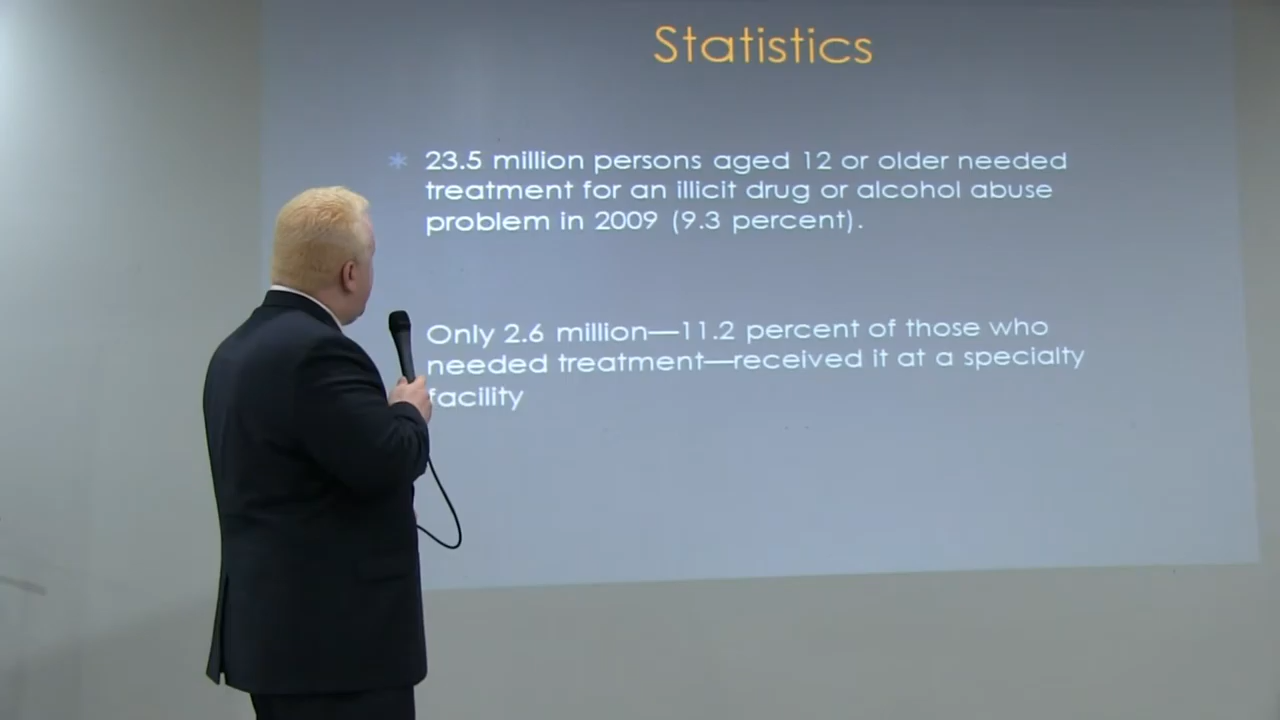 Statistics
* 23.5 million persons aged 12 or older needed
treatment for an illicit drug or alcohol abuse
problem in 2009 (9.3 percent).
Only 2.6 million—11.2 percent of those who
needed treatment—received it at a specialty
facility